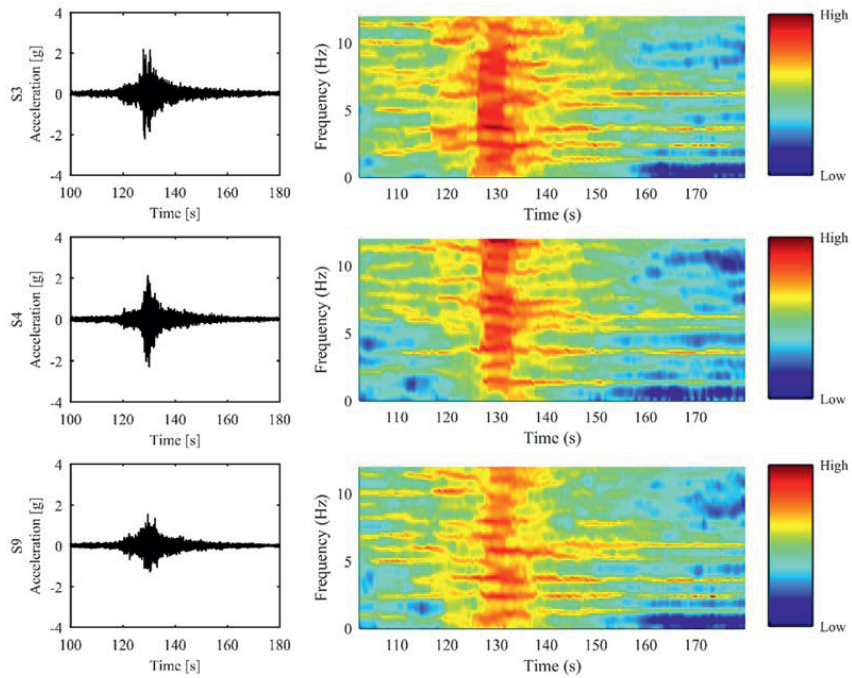 4
2
0
-2
-4
S3
Acceleration [g]
100 120 140 160 180
Time [s]
10
5
0
Frequency (Hz)
110 120 130 140 150 160 170
Time (s)
High
Low
4
2
0
-2
-4
S4
Acceleration [g]
100 120 140 160 180
Time [s]
10
5
0
Frequency (Hz)
110 120 130 140 150 160 170
Time (s)
High
Low
4
2
0
-2
-4
S9
Acceleration [g]
100 120 140 160 180
Time [s]
10
5
0
Frequency (Hz)
110 120 130 140 150 160 170
Time (s)
High
Low